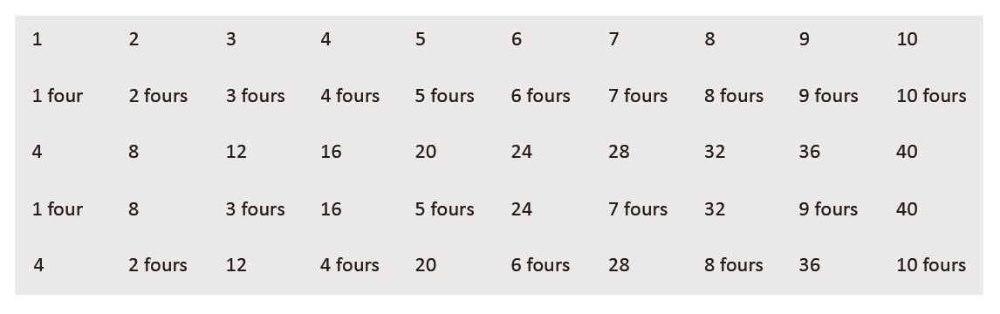 1 2 3 4 5 6 7 8 9 10
1 four 2 fours 3 fours 4 fours 5 fours 6 fours 7 fours 8 fours 9 fours 10 fours
4 8 12 16 20 24 28 32 36 40
1 four 8 3 fours 16 5 fours 24 7 fours 32 9 fours 40
4 2 fours 12 4 fours 20 6 fours 28 8 fours 36 10 fours